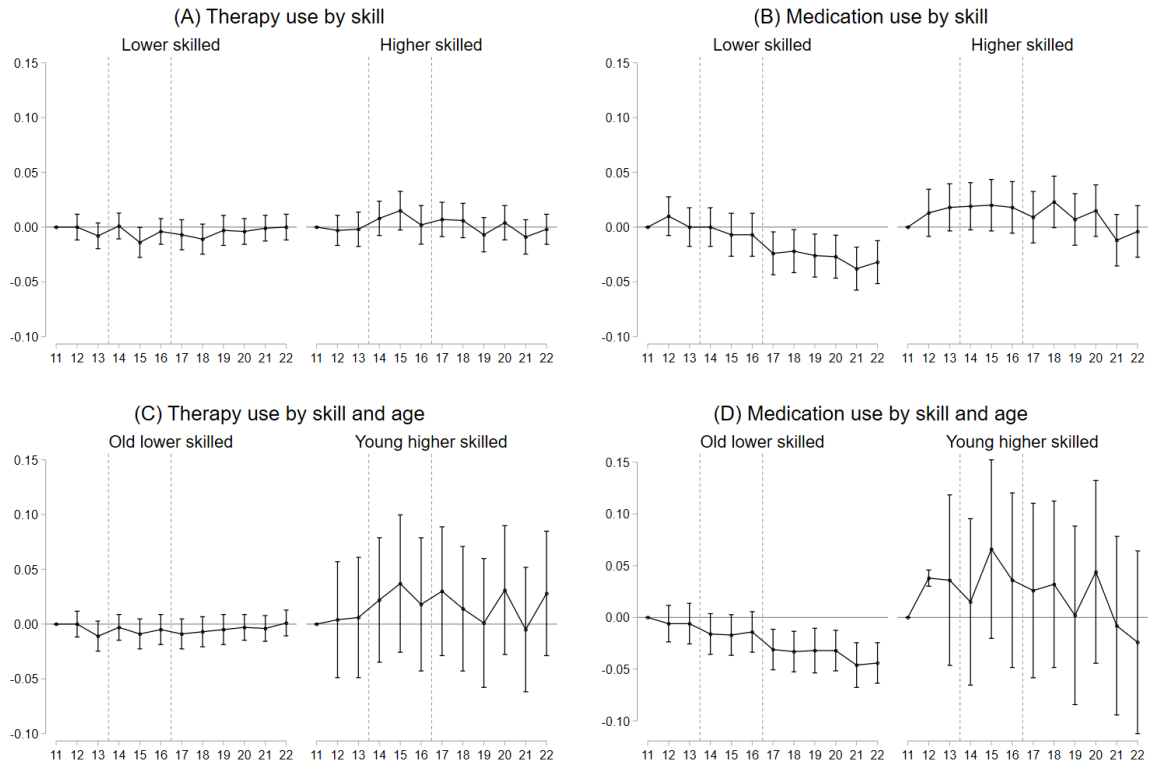 (A) Therapy use by skill
Lower skilled Higher skilled
0.15
0.10
0.05
0.00
-0.05
-0.10
11 12 13 14 15 16 17 18 19 20 21 22 11 12 13 14 15 16 17 18 19 20 21 22
(B) Medication use by skill
Lower skilled Higher skilled
0.15
0.10
0.05
0.00
-0.05
-0.10
11 12 13 14 15 16 17 18 19 20 21 22 11 12 13 14 15 16 17 18 19 20 21 22
(C) Therapy use by skill and age
Old lower skilled Young higher skilled
0.15
0.10
0.05
0.00
-0.05
-0.10
11 12 13 14 15 16 17 18 19 20 21 22 11 12 13 14 15 16 17 18 19 20 21 22
(D) Medication use by skill and age
Old lower skilled Young higher skilled
0.15
0.10
0.05
0.00
-0.05
-0.10
11 12 13 14 15 16 17 18 19 20 21 22 11 12 13 14 15 16 17 18 19 20 21 22